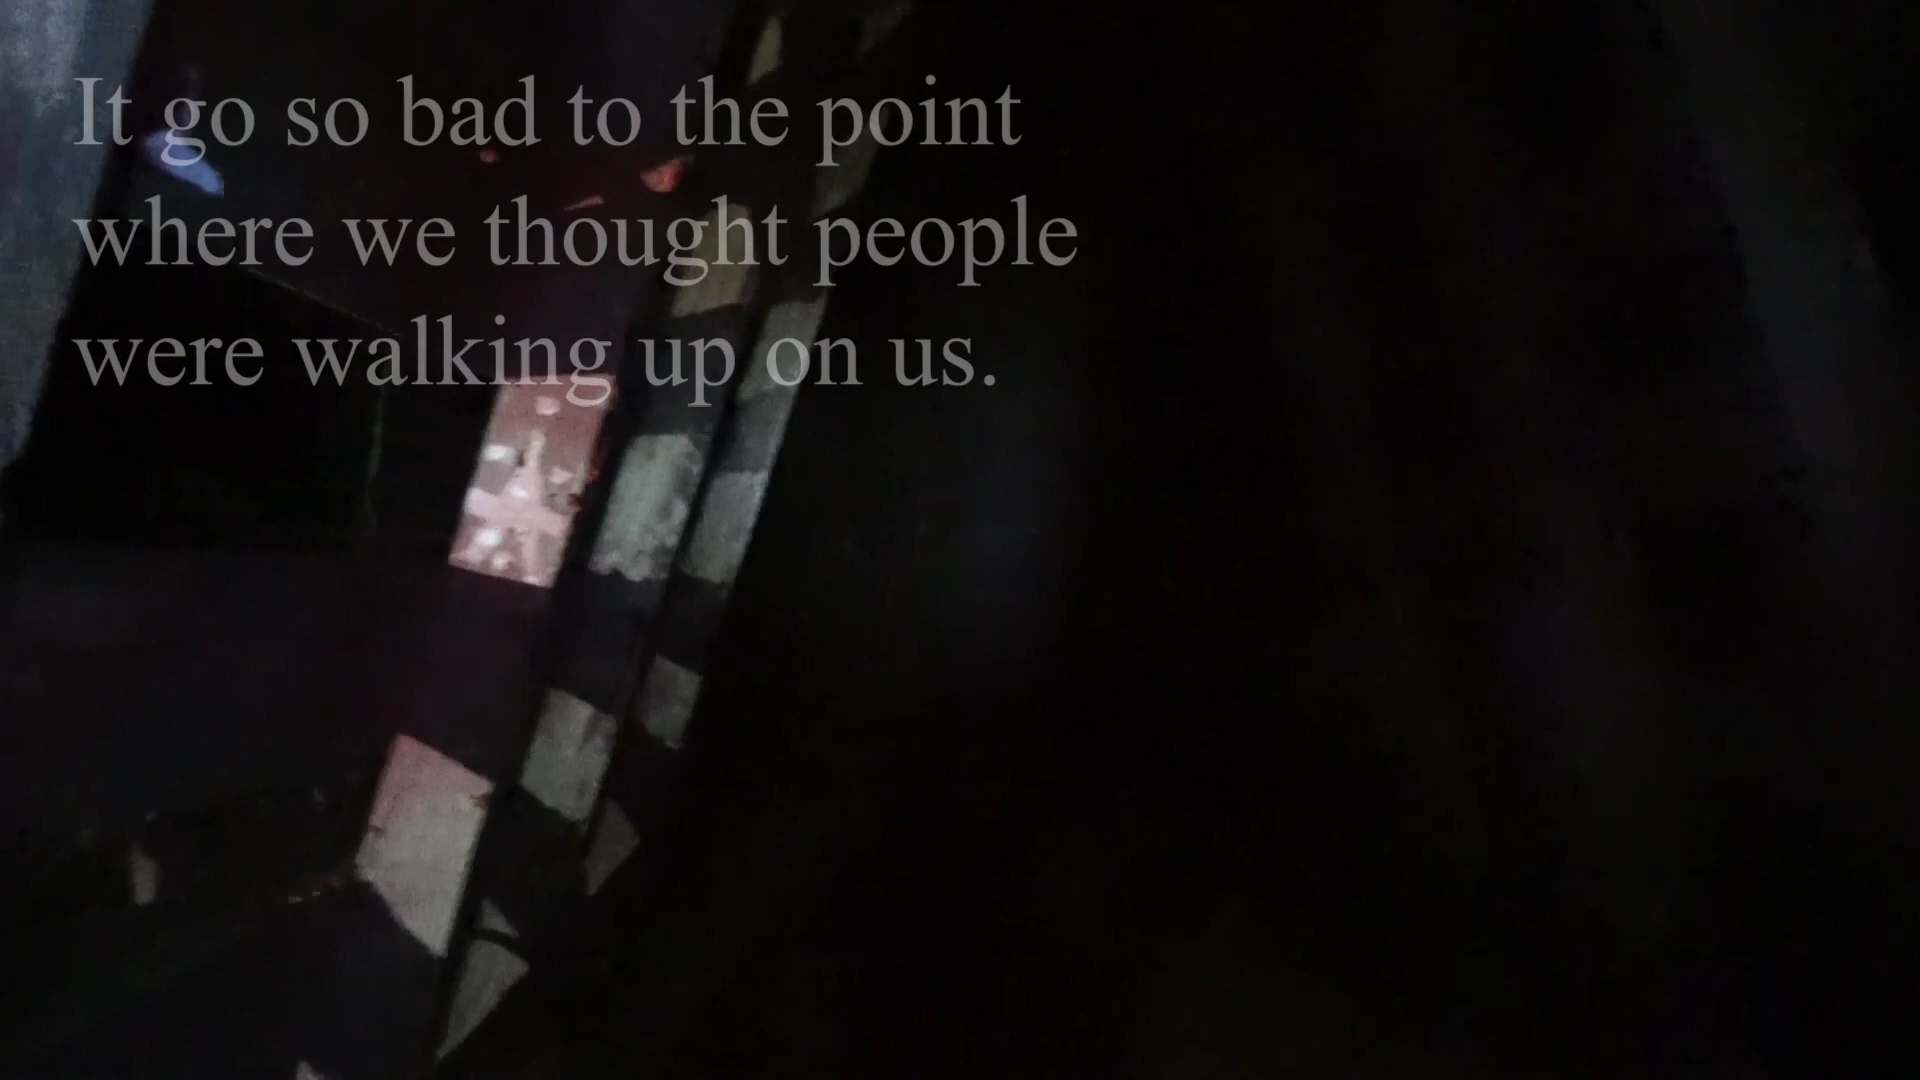 It go so bad to the point
where we thought people
were walking up on us.